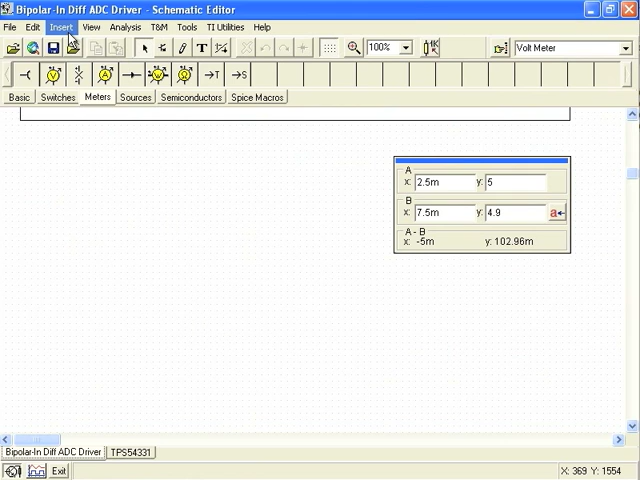 Bipolar-In Diff ADC Driver - Schematic Editor
File Edit Insert View Analysis T&M Tools TI Utilities Help
100% Volt Meter
V A W Ω T S
Basic Switches Meters Sources Semiconductors Spice Macros
A
x: 2.5m y: 5
B
x: 7.5m y: 4.9 a
A - B
x: -5m y: 102.96m
Bipolar-In Diff ADC Driver TPS54331
Exit X: 369 Y: 1554